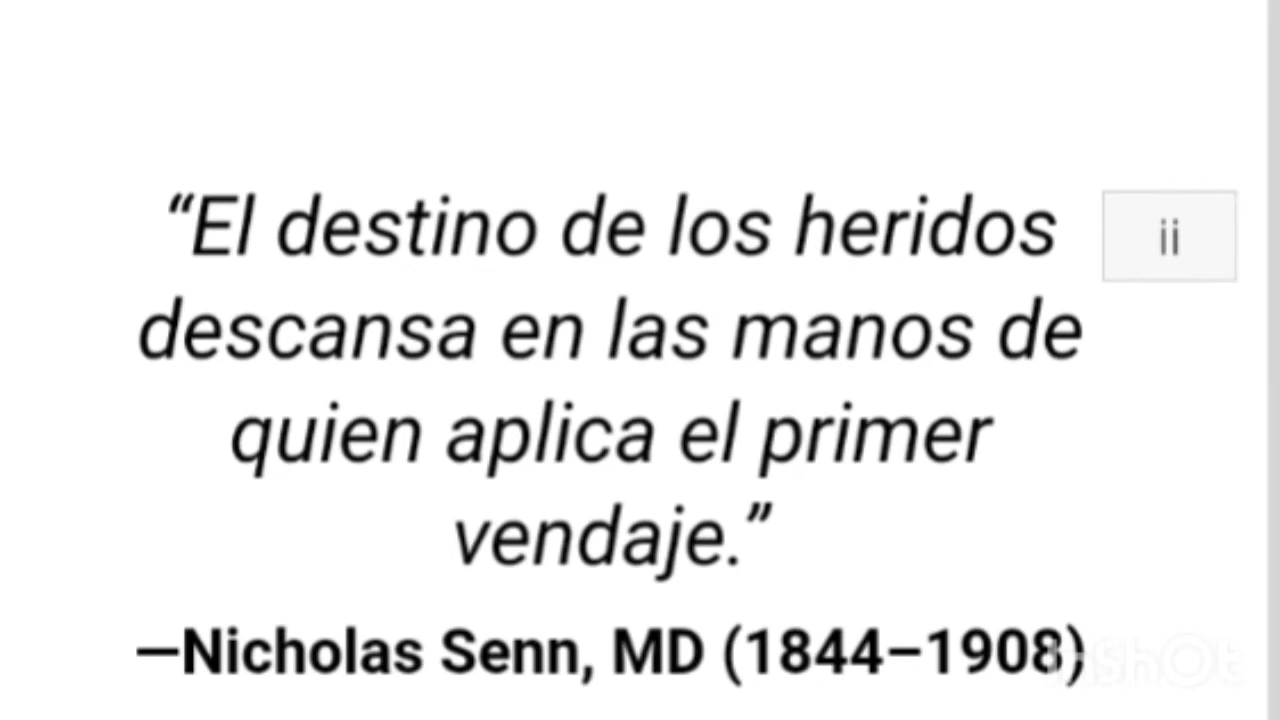 “El destino de los heridos
ii
descansa en las manos de
quien aplica el primer
vendaje.”
—Nicholas Senn, MD (1844–1908)
InShOt